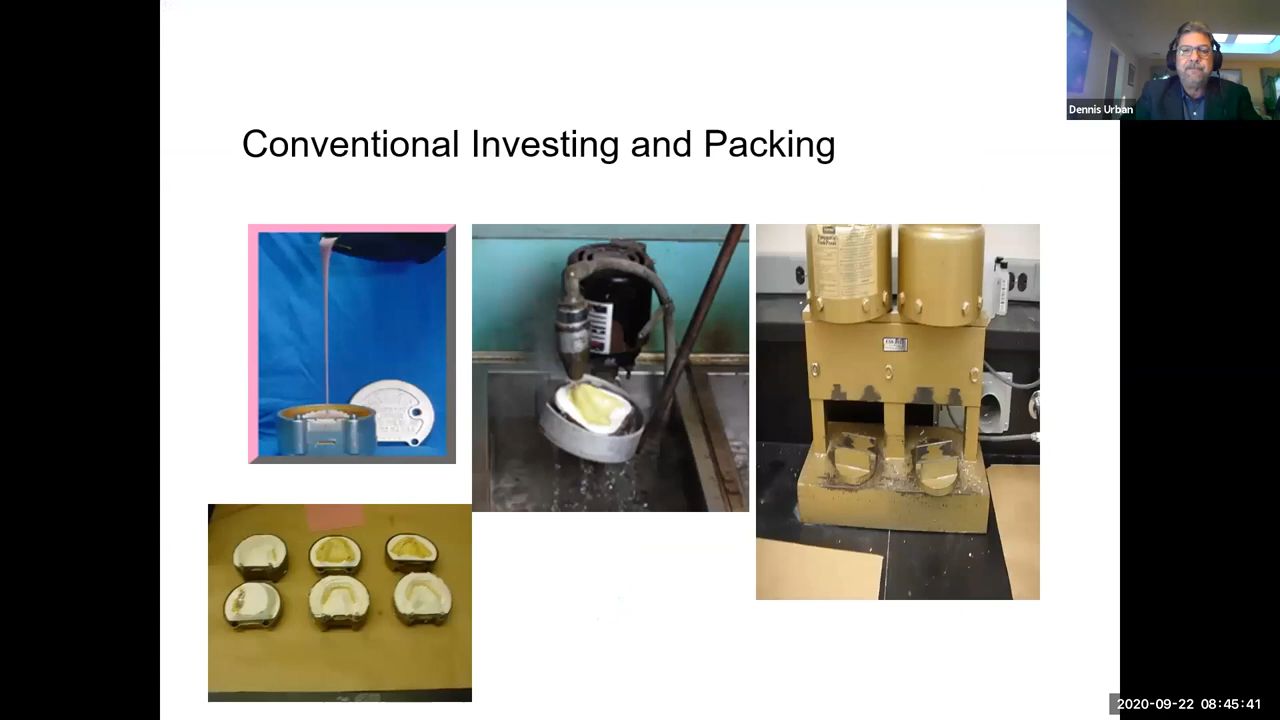 Dennis Urban
Conventional Investing and Packing
2020-09-22 08:45:41